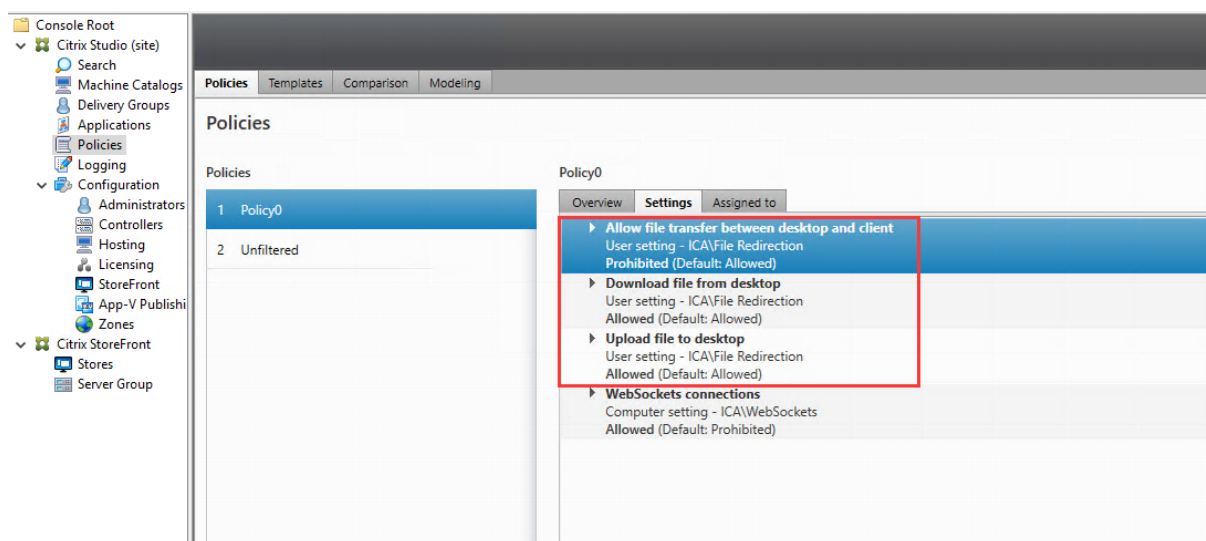 Console Root
Citrix Studio (site)
Search
Machine Catalogs
Delivery Groups
Applications
Policies
Logging
Configuration
Administrators
Controllers
Hosting
Licensing
StoreFront
App-V Publishi
Zones
Citrix StoreFront
Stores
Server Group
Policies Templates Comparison Modeling
Policies
Policies
1 Policy0
2 Unfiltered
Policy0
Overview Settings Assigned to
Allow file transfer between desktop and client
User setting - ICA\File Redirection
Prohibited (Default: Allowed)
Download file from desktop
User setting - ICA\File Redirection
Allowed (Default: Allowed)
Upload file to desktop
User setting - ICA\File Redirection
Allowed (Default: Allowed)
WebSockets connections
Computer setting - ICA\WebSockets
Allowed (Default: Prohibited)